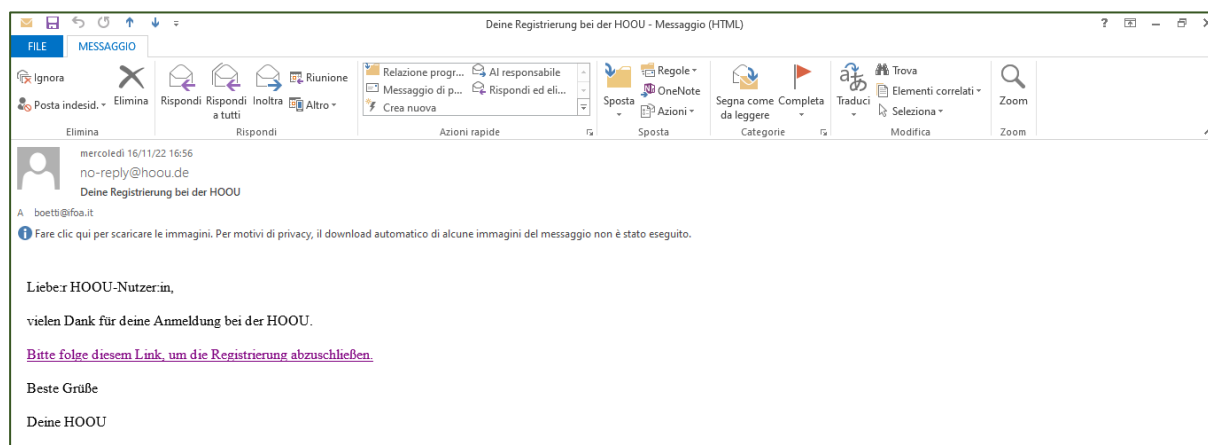 Deine Registrierung bei der HOOU - Messaggio (HTML)
FILE MESSAGGIO
Ignora
Posta indesid.
Elimina
Rispondi
Rispondi a tutti
Inoltra
Riunione
Altro
Relazione progr...
Messaggio di p...
Crea nuova
Al responsabile
Rispondi ed eli...
Sposta
Regole
OneNote
Azioni
Segna come da leggere
Completa
Traduci
Trova
Elementi correlati
Seleziona
Zoom
Elimina Rispondi Azioni rapide Sposta Categorie Modifica Zoom
mercoledì 16/11/22 16:56
no-reply@hoou.de
Deine Registrierung bei der HOOU
A boetti@ifoa.it
Fare clic qui per scaricare le immagini. Per motivi di privacy, il download automatico di alcune immagini del messaggio non è stato eseguito.
Liebe:r HOOU-Nutzer:in,
vielen Dank für deine Anmeldung bei der HOOU.
Bitte folge diesem Link, um die Registrierung abzuschließen.
Beste Grüße
Deine HOOU